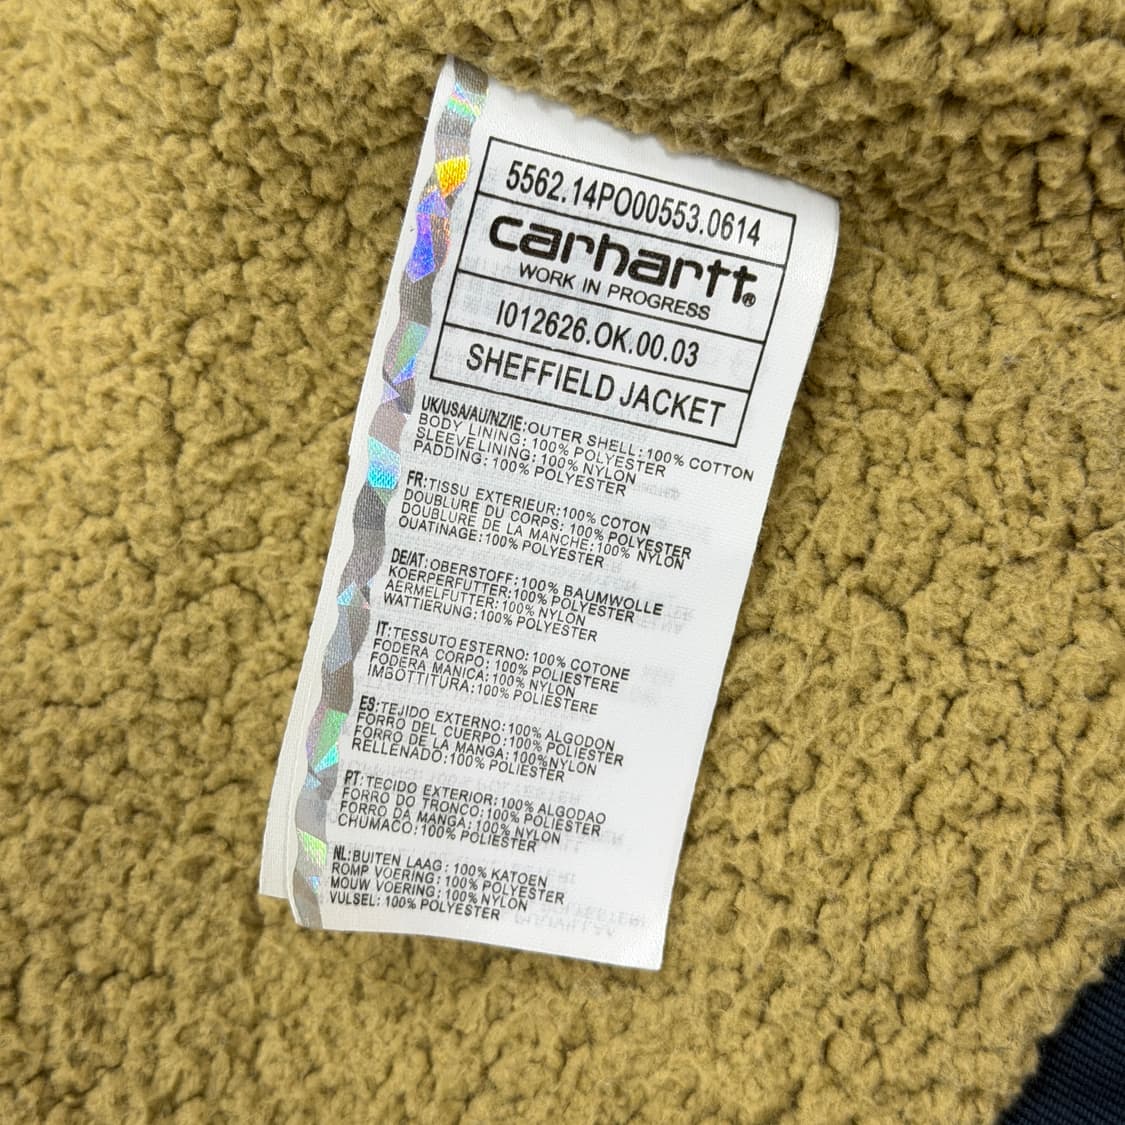 5562.14PO00553.0614
carhartt®
WORK IN PROGRESS
I012626.OK.00.03
SHEFFIELD JACKET
UK/USA/AU/NZ/IE:OUTER SHELL:100% COTTON
BODY LINING: 100% POLYESTER
SLEEVELINING: 100% NYLON
PADDING: 100% POLYESTER
FR:TISSU EXTERIEUR:100% COTON
DOUBLURE DU CORPS: 100% POLYESTER
DOUBLURE DE LA MANCHE:100% NYLON
OUATINAGE:100% POLYESTER
DE/AT:OBERSTOFF:100% BAUMWOLLE
KOERPERFUTTER:100% POLYESTER
AERMELFUTTER:100% NYLON
WATTIERUNG:100% POLYESTER
IT:TESSUTO ESTERNO:100% COTONE
FODERA CORPO: 100% POLIESTERE
FODERA MANICA:100% NYLON
IMBOTTITURA:100% POLIESTERE
ES:TEJIDO EXTERNO:100% ALGODON
FORRO DEL CUERPO:100% POLIESTER
FORRO DE LA MANGA:100%NYLON
RELLENADO:100% POLIESTER
PT:TECIDO EXTERIOR:100% ALGODAO
FORRO DO TRONCO:100% POLIESTER
FORRO DA MANGA:100% NYLON
CHUMACO:100% POLIESTER
NL:BUITEN LAAG: 100% KATOEN
ROMP VOERING:100% POLYESTER
MOUW VOERING:100% NYLON
VULSEL: 100% POLYESTER